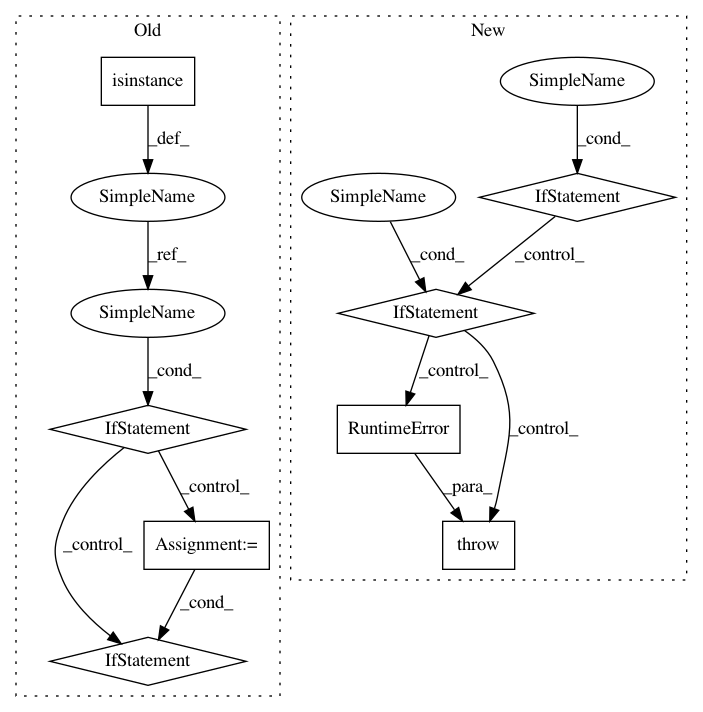 Old
New
isinstance
SimpleName
_def_
_cond_
SimpleName
SimpleName
IfStatement
_ref_
_cond_
_control_
SimpleName
IfStatement
_cond_
_control_
_control_
IfStatement
RuntimeError
_control_
_para_
_control_
Assignment:=
throw
_cond_
IfStatement